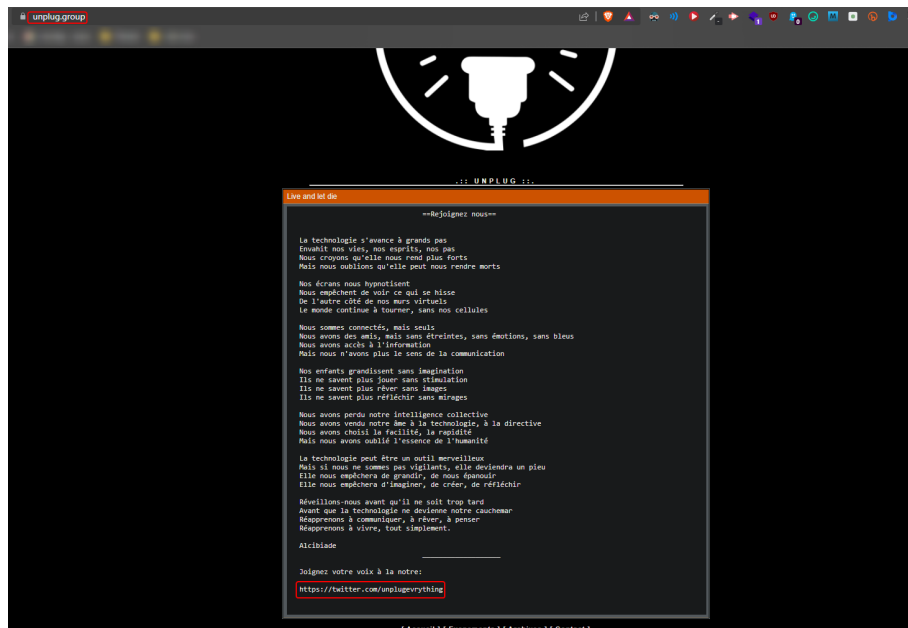 unplug.group
.:: UNPLUG ::.
Live and let die
==Rejoignez nous==
La technologie s'avance à grands pas
Envahit nos vies, nos esprits, nos pas
Nous croyons qu'elle nous rend plus forts
Mais nous oublions qu'elle peut nous rendre morts
Nos écrans nous hypnotisent
Nous empêchent de voir ce qui se hisse
De l'autre côté de nos murs virtuels
Le monde continue à tourner, sans nos cellules
Nous sommes connectés, mais seuls
Nous avons des amis, mais sans étreintes, sans émotions, sans bleus
Nous avons accès à l'information
Mais nous n'avons plus le sens de la communication
Nos enfants grandissent sans imagination
Ils ne savent plus jouer sans stimulation
Ils ne savent plus rêver sans images
Ils ne savent plus réfléchir sans mirages
Nous avons perdu notre intelligence collective
Nous avons vendu notre âme à la technologie, à la directive
Nous avons choisi la facilité, la rapidité
Mais nous avons oublié l'essence de l'humanité
La technologie peut être un outil merveilleux
Mais si nous ne sommes pas vigilants, elle deviendra un pieu
Elle nous empêchera de grandir, de nous épanouir
Elle nous empêchera d'imaginer, de créer, de réfléchir
Réveillons-nous avant qu'il ne soit trop tard
Avant que la technologie ne devienne notre cauchemar
Réapprenons à communiquer, à rêver, à penser
Réapprenons à vivre, tout simplement.
Alcibiade
Joignez votre voix à la notre:
https://twitter.com/unplugevrything